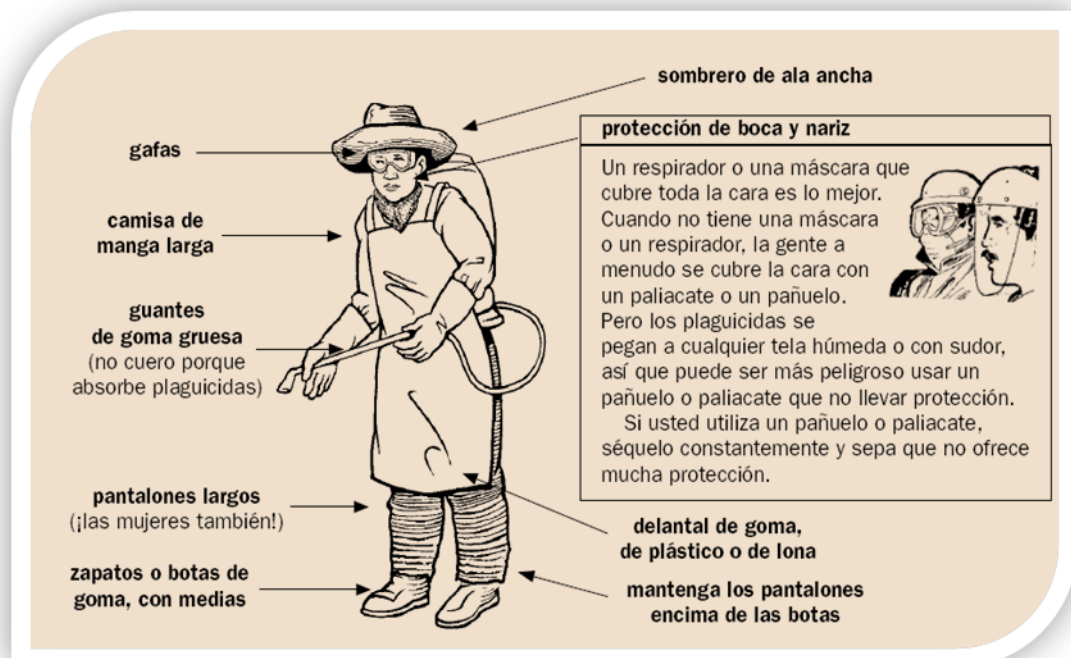 sombrero de ala ancha
protección de boca y nariz
Un respirador o una máscara que
cubre toda la cara es lo mejor.
Cuando no tiene una máscara
o un respirador, la gente a
menudo se cubre la cara con
un paliacate o un pañuelo.
Pero los plaguicidas se
pegan a cualquier tela húmeda o con sudor,
así que puede ser más peligroso usar un
pañuelo o paliacate que no llevar protección.
Si usted utiliza un pañuelo o paliacate,
séquelo constantemente y sepa que no ofrece
mucha protección.
gafas
camisa de
manga larga
guantes
de goma gruesa
(no cuero porque
absorbe plaguicidas)
pantalones largos
(¡las mujeres también!)
zapatos o botas de
goma, con medias
delantal de goma,
de plástico o de lona
mantenga los pantalones
encima de las botas